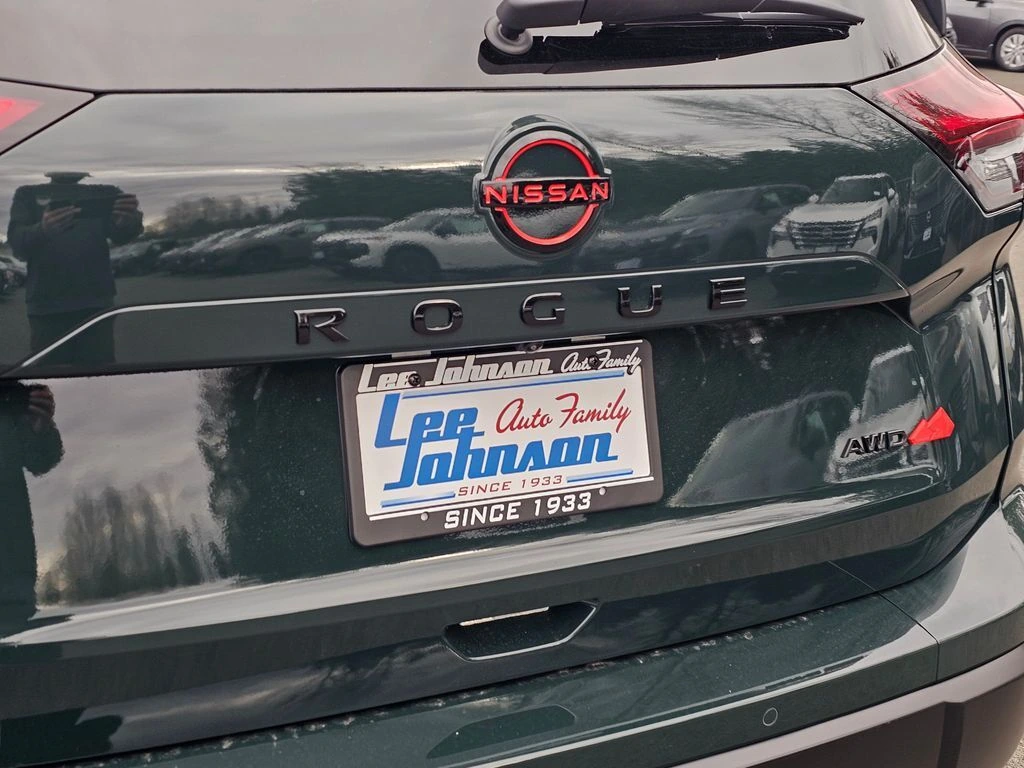 NISSAN
ROGUE
Lee Johnson Auto Family
Lee Auto Family
Johnson
SINCE 1933
SINCE 1933
AWD